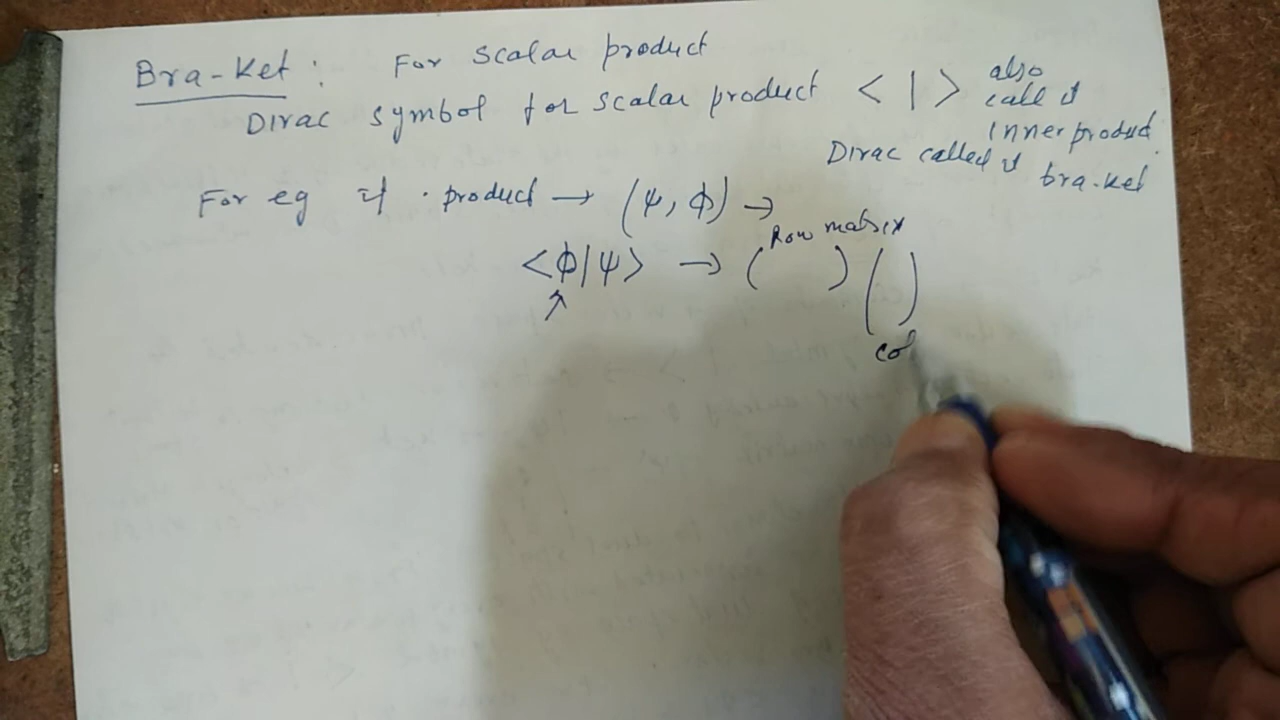 Bra-Ket : For scalar product
Dirac symbol for scalar product < | > also
call it
inner product
Dirac called it
bra-ket
For eg if · product → (ψ, φ) →
Row matrix
<φ|ψ> → ( ) ( )
↗
col